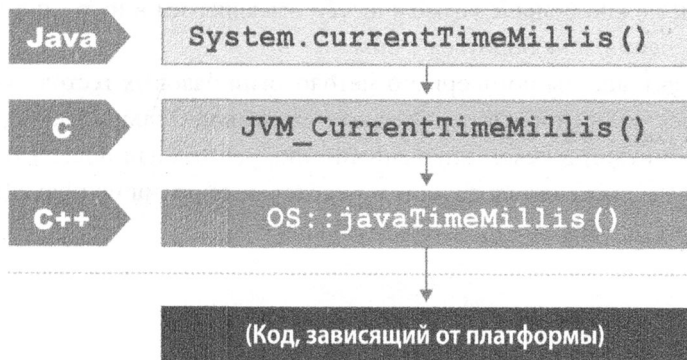 Java
System.currentTimeMillis()
C
JVM_CurrentTimeMillis()
C++
OS::javaTimeMillis()
(Код, зависящий от платформы)